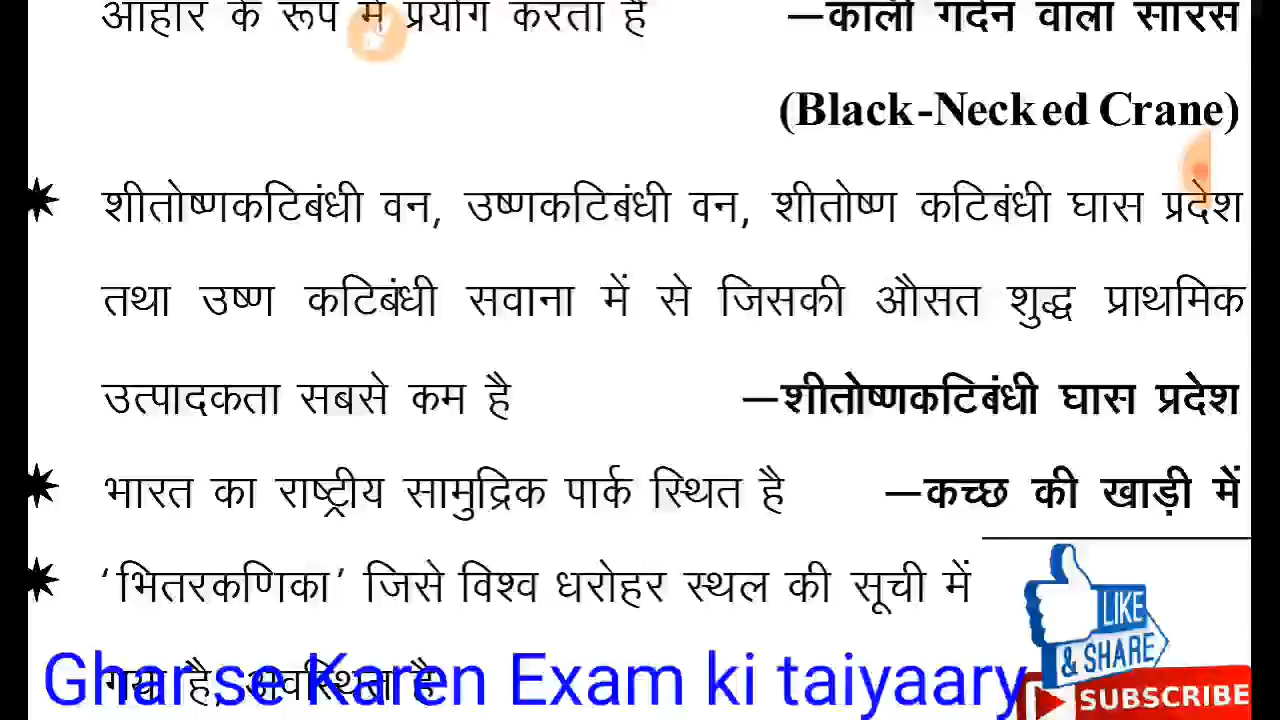 आहार के रूप में प्रयोग करता है —काली गर्दन वाला सारस
(Black-Necked Crane)
✷ शीतोष्णकटिबंधी वन, उष्णकटिबंधी वन, शीतोष्ण कटिबंधी घास प्रदेश
तथा उष्ण कटिबंधी सवाना में से जिसकी औसत शुद्ध प्राथमिक
उत्पादकता सबसे कम है —शीतोष्णकटिबंधी घास प्रदेश
✷ भारत का राष्ट्रीय सामुद्रिक पार्क स्थित है —कच्छ की खाड़ी में
✷ ‘भितरकणिका’ जिसे विश्व धरोहर स्थल की सूची में
गया है, अवस्थित है
Ghar se Karen Exam ki taiyaary
LIKE
& SHARE
SUBSCRIBE